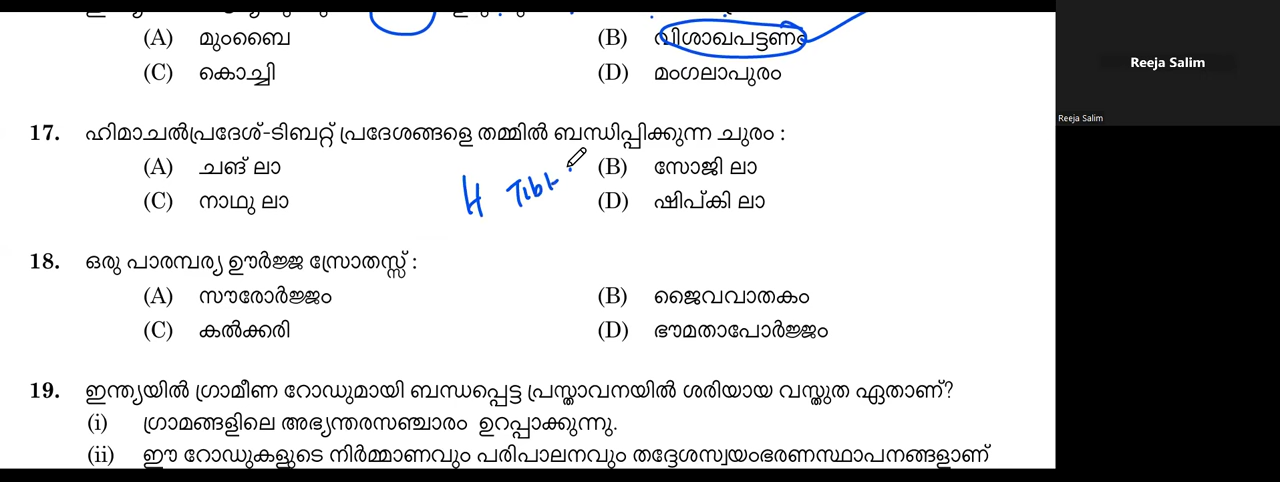 (A) മുംബൈ (B) വിശാഖപട്ടണം
(C) കൊച്ചി (D) മംഗലാപുരം
Reeja Salim
Reeja Salim
17. ഹിമാചൽപ്രദേശ്-ടിബറ്റ് പ്രദേശങ്ങളെ തമ്മിൽ ബന്ധിപ്പിക്കുന്ന ചുരം :
(A) ചങ് ലാ (B) സോജി ലാ
(C) നാഥു ലാ H Tibt (D) ഷിപ്കി ലാ
18. ഒരു പാരമ്പര്യ ഊർജ്ജ സ്രോതസ്സ് :
(A) സൗരോർജ്ജം (B) ജൈവവാതകം
(C) കൽക്കരി (D) ഭൗമതാപോർജ്ജം
19. ഇന്ത്യയിൽ ഗ്രാമീണ റോഡുമായി ബന്ധപ്പെട്ട പ്രസ്താവനയിൽ ശരിയായ വസ്തുത ഏതാണ്?
(i) ഗ്രാമങ്ങളിലെ അഭ്യന്തരസഞ്ചാരം ഉറപ്പാക്കുന്നു.
(ii) ഈ റോഡുകളുടെ നിർമ്മാണവും പരിപാലനവും തദ്ദേശസ്വയംഭരണസ്ഥാപനങ്ങളാണ്